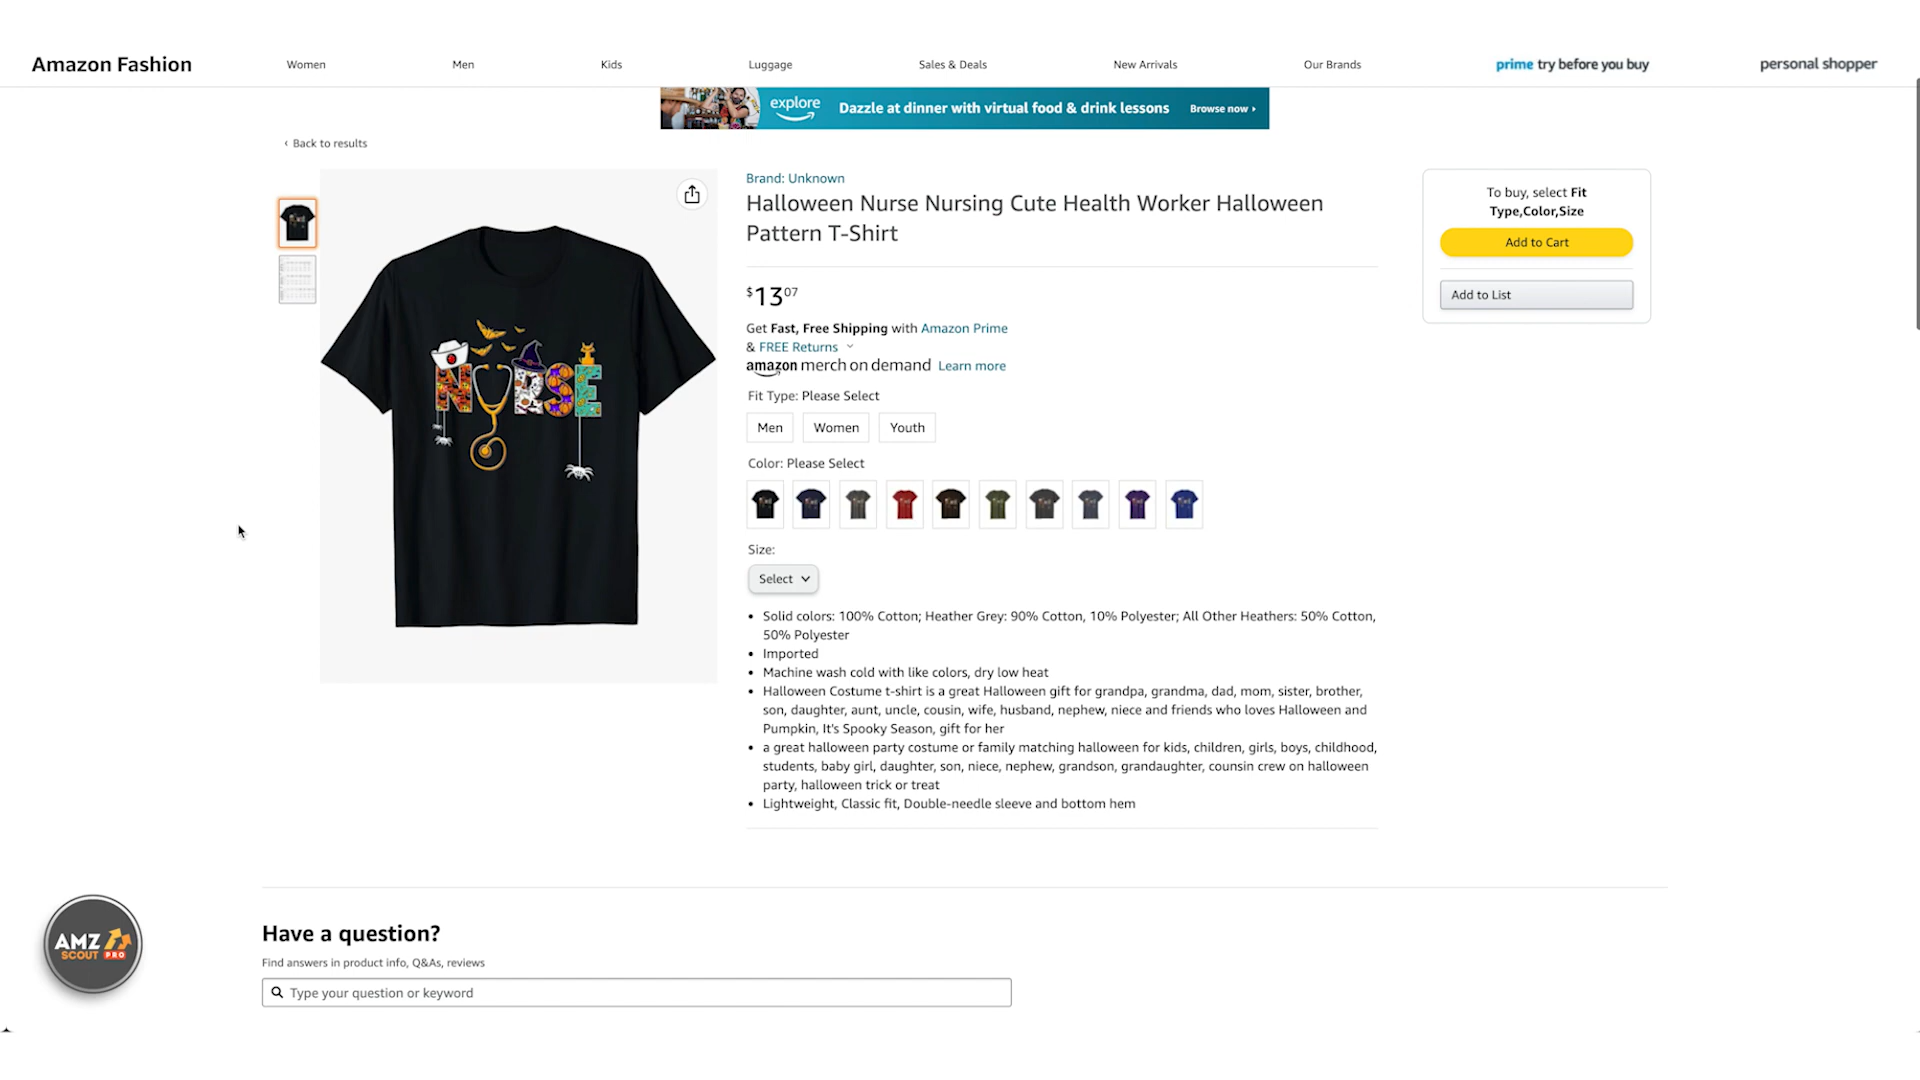 Amazon Fashion
Women
Men
Kids
Luggage
Sales & Deals
New Arrivals
Our Brands
prime try before you buy
personal shopper
explore
Dazzle at dinner with virtual food & drink lessons
Browse now ▸
‹ Back to results
Brand: Unknown
Halloween Nurse Nursing Cute Health Worker Halloween
Pattern T-Shirt
$1307
Get Fast, Free Shipping with Amazon Prime
& FREE Returns
amazon merch on demand Learn more
Fit Type: Please Select
Men
Women
Youth
Color: Please Select
Size:
Select
• Solid colors: 100% Cotton; Heather Grey: 90% Cotton, 10% Polyester; All Other Heathers: 50% Cotton,
50% Polyester
• Imported
• Machine wash cold with like colors, dry low heat
• Halloween Costume t-shirt is a great Halloween gift for grandpa, grandma, dad, mom, sister, brother,
son, daughter, aunt, uncle, cousin, wife, husband, nephew, niece and friends who loves Halloween and
Pumpkin, It's Spooky Season, gift for her
• a great halloween party costume or family matching halloween for kids, children, girls, boys, childhood,
students, baby girl, daughter, son, niece, nephew, grandson, grandaughter, counsin crew on halloween
party, halloween trick or treat
• Lightweight, Classic fit, Double-needle sleeve and bottom hem
To buy, select Fit
Type,Color,Size
Add to Cart
Add to List
NURSE
Have a question?
Find answers in product info, Q&As, reviews
Type your question or keyword
AMZ
SCOUT PRO